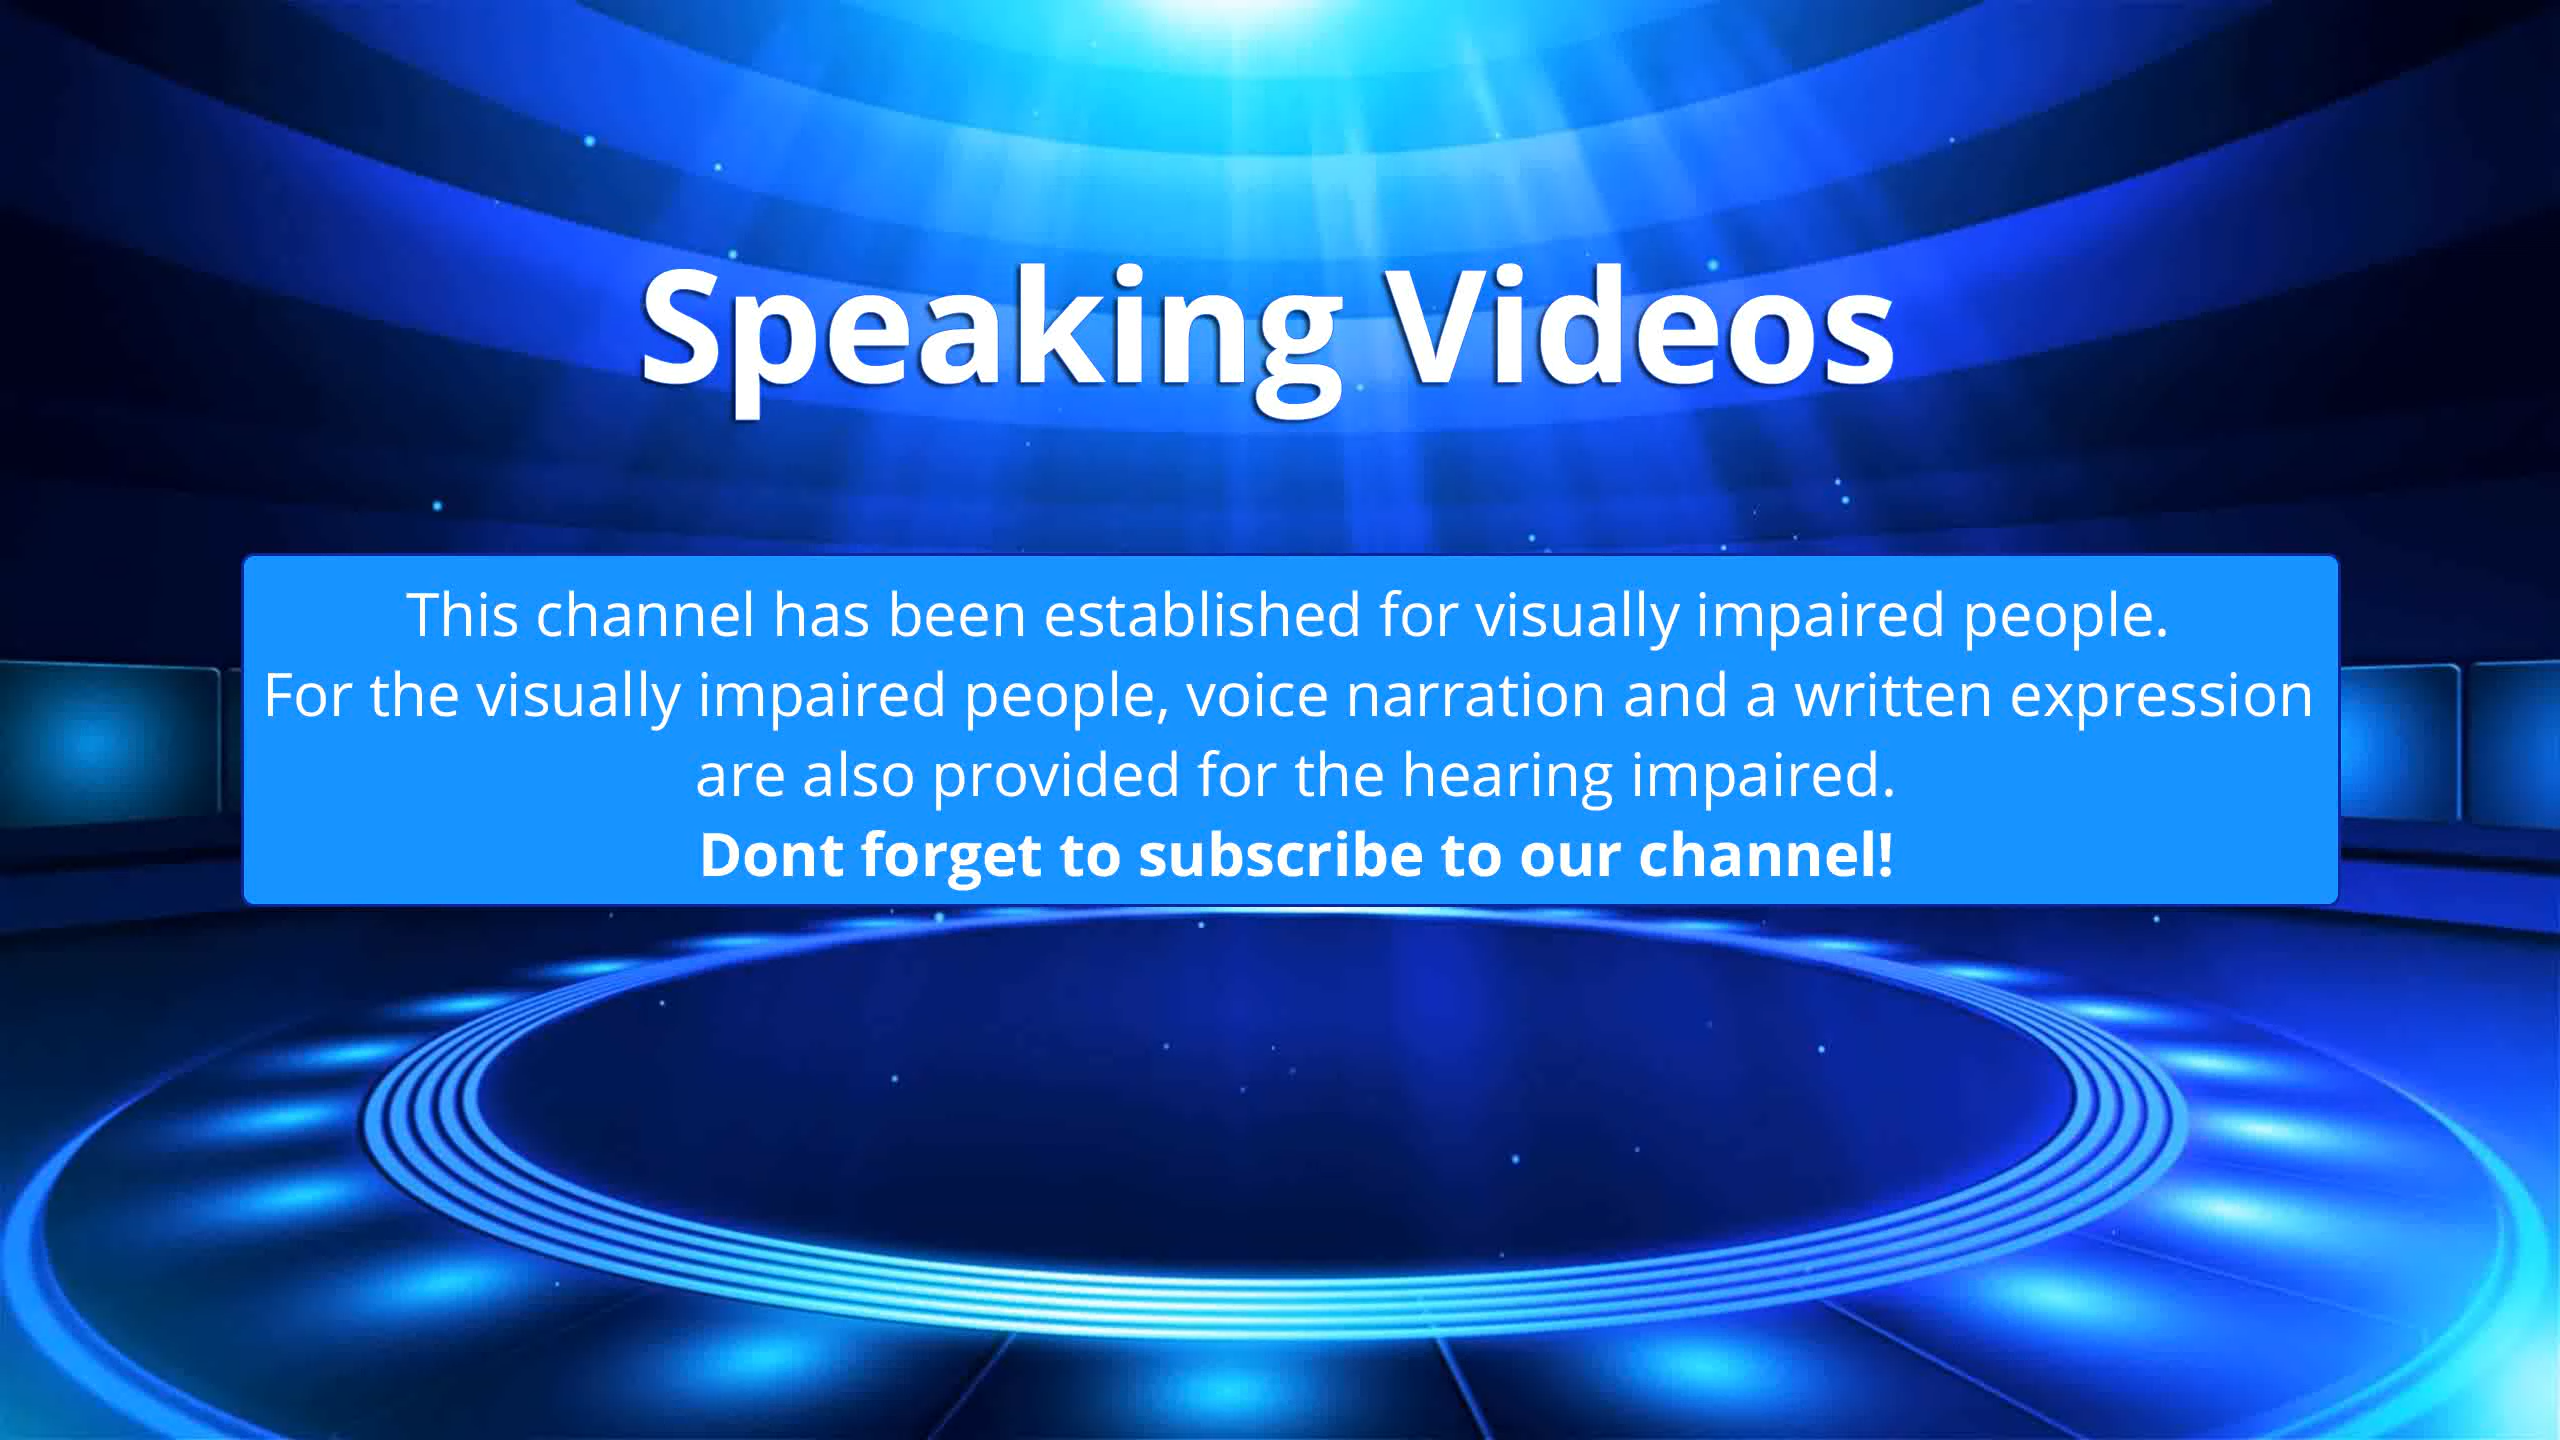 Speaking Videos
This channel has been established for visually impaired people.
For the visually impaired people, voice narration and a written expression
are also provided for the hearing impaired.
Dont forget to subscribe to our channel!